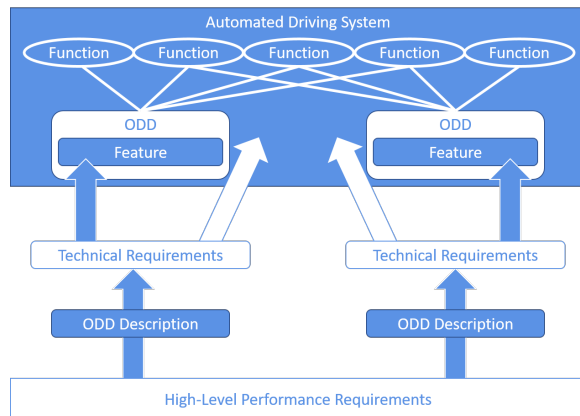 Automated Driving System
Function Function Function Function Function
ODD ODD
Feature Feature
Technical Requirements Technical Requirements
ODD Description ODD Description
High-Level Performance Requirements